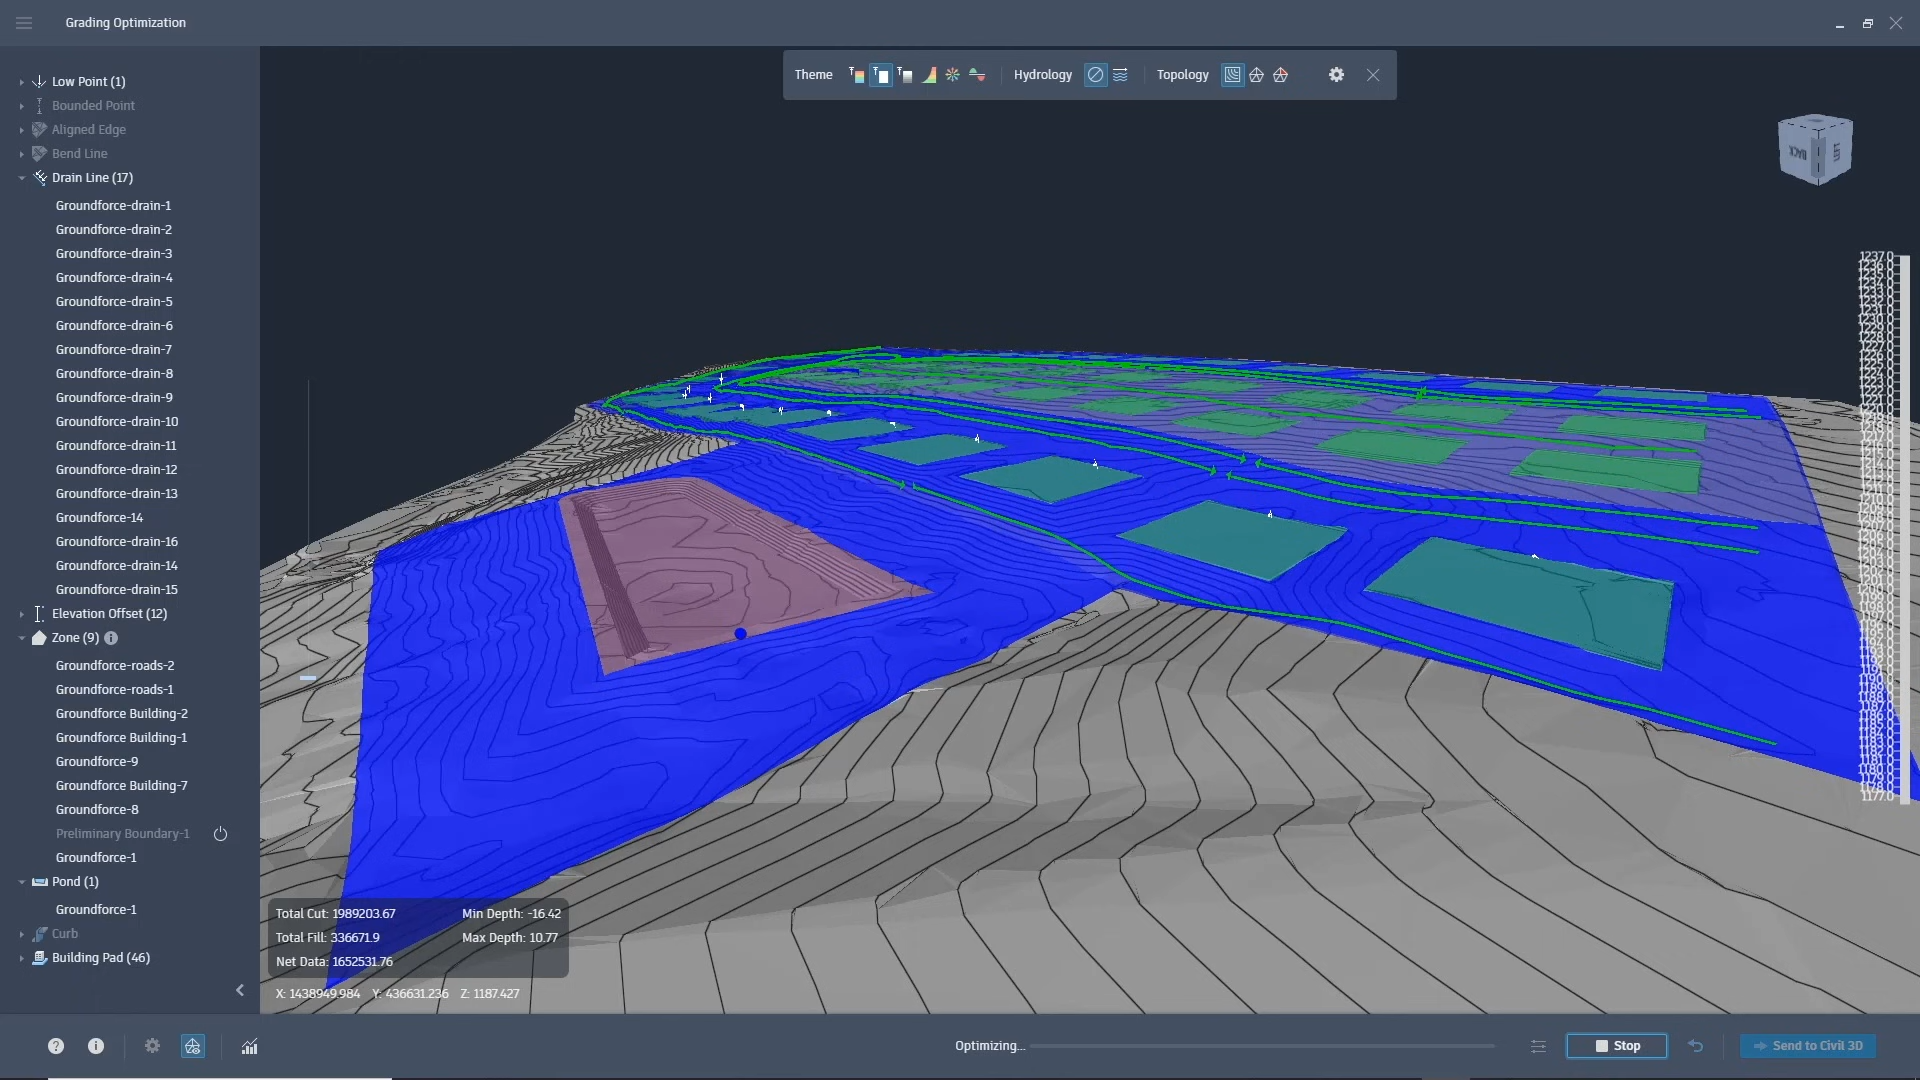 Grading Optimization
Theme Hydrology Topology
Low Point (1)
Bounded Point
Aligned Edge
Bend Line
Drain Line (17)
Groundforce-drain-1
Groundforce-drain-2
Groundforce-drain-3
Groundforce-drain-4
Groundforce-drain-5
Groundforce-drain-6
Groundforce-drain-7
Groundforce-drain-8
Groundforce-drain-9
Groundforce-drain-10
Groundforce-drain-11
Groundforce-drain-12
Groundforce-drain-13
Groundforce-14
Groundforce-drain-16
Groundforce-drain-14
Groundforce-drain-15
Elevation Offset (12)
Zone (9)
Groundforce-roads-2
Groundforce-roads-1
Groundforce Building-2
Groundforce Building-1
Groundforce-9
Groundforce Building-7
Groundforce-8
Preliminary Boundary-1
Groundforce-1
Pond (1)
Groundforce-1
Curb
Building Pad (46)
BACK
LEFT
1237.0
1177.0
Total Cut: 1989203.67 Min Depth: -16.42
Total Fill: 336671.9 Max Depth: 10.77
Net Data: 1652531.76
X: 1438949.984 Y: 436631.236 Z: 1187.427
Optimizing...
Stop
Send to Civil 3D